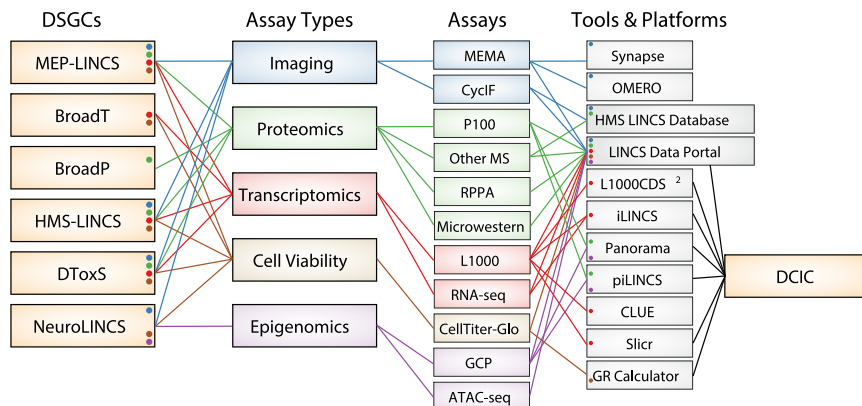 DSGCs
Assay Types
Assays
Tools & Platforms
MEP-LINCS
BroadT
BroadP
HMS-LINCS
DToxS
NeuroLINCS
Imaging
Proteomics
Transcriptomics
Cell Viability
Epigenomics
MEMA
CycIF
P100
Other MS
RPPA
Microwestern
L1000
RNA-seq
CellTiter-Glo
GCP
ATAC-seq
Synapse
OMERO
HMS LINCS Database
LINCS Data Portal
L1000CDS 2
iLINCS
Panorama
piLINCS
CLUE
Slicr
GR Calculator
DCIC